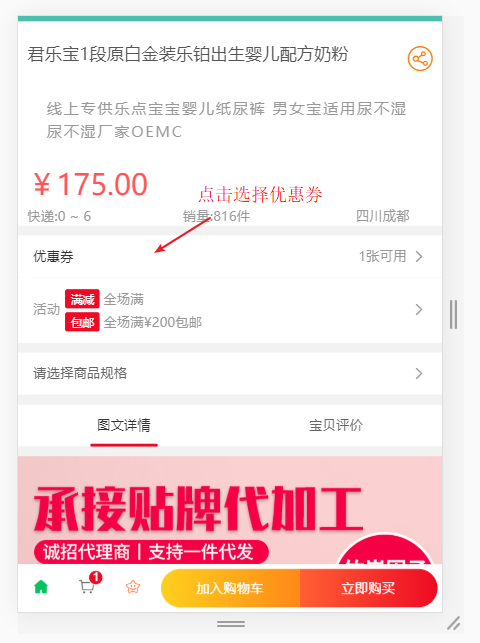 君乐宝1段原白金装乐铂出生婴儿配方奶粉
线上专供乐点宝宝婴儿纸尿裤 男女宝适用尿不湿
尿不湿厂家OEMC
￥175.00
点击选择优惠券
快递:0 ~ 6 销量:816件 四川成都
优惠券 1张可用
活动 满减 全场满
包邮 全场满¥200包邮
请选择商品规格
图文详情 宝贝评价
承接贴牌代加工
诚招代理商丨支持一件代发
1
加入购物车 立即购买